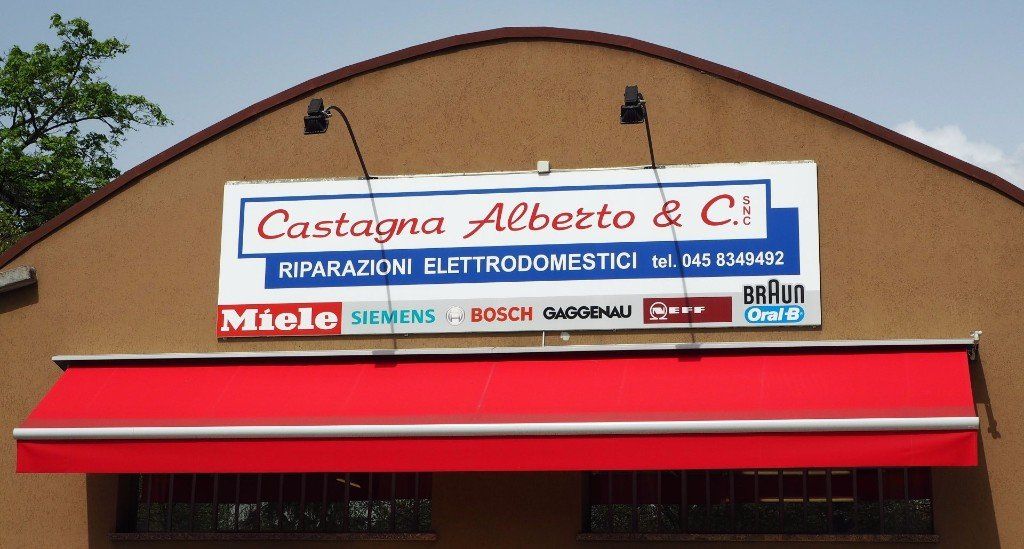 Castagna Alberto & C. SNC
RIPARAZIONI ELETTRODOMESTICI tel. 045 8349492
Miele SIEMENS BOSCH GAGGENAU NEFF BRAUN
Oral-B